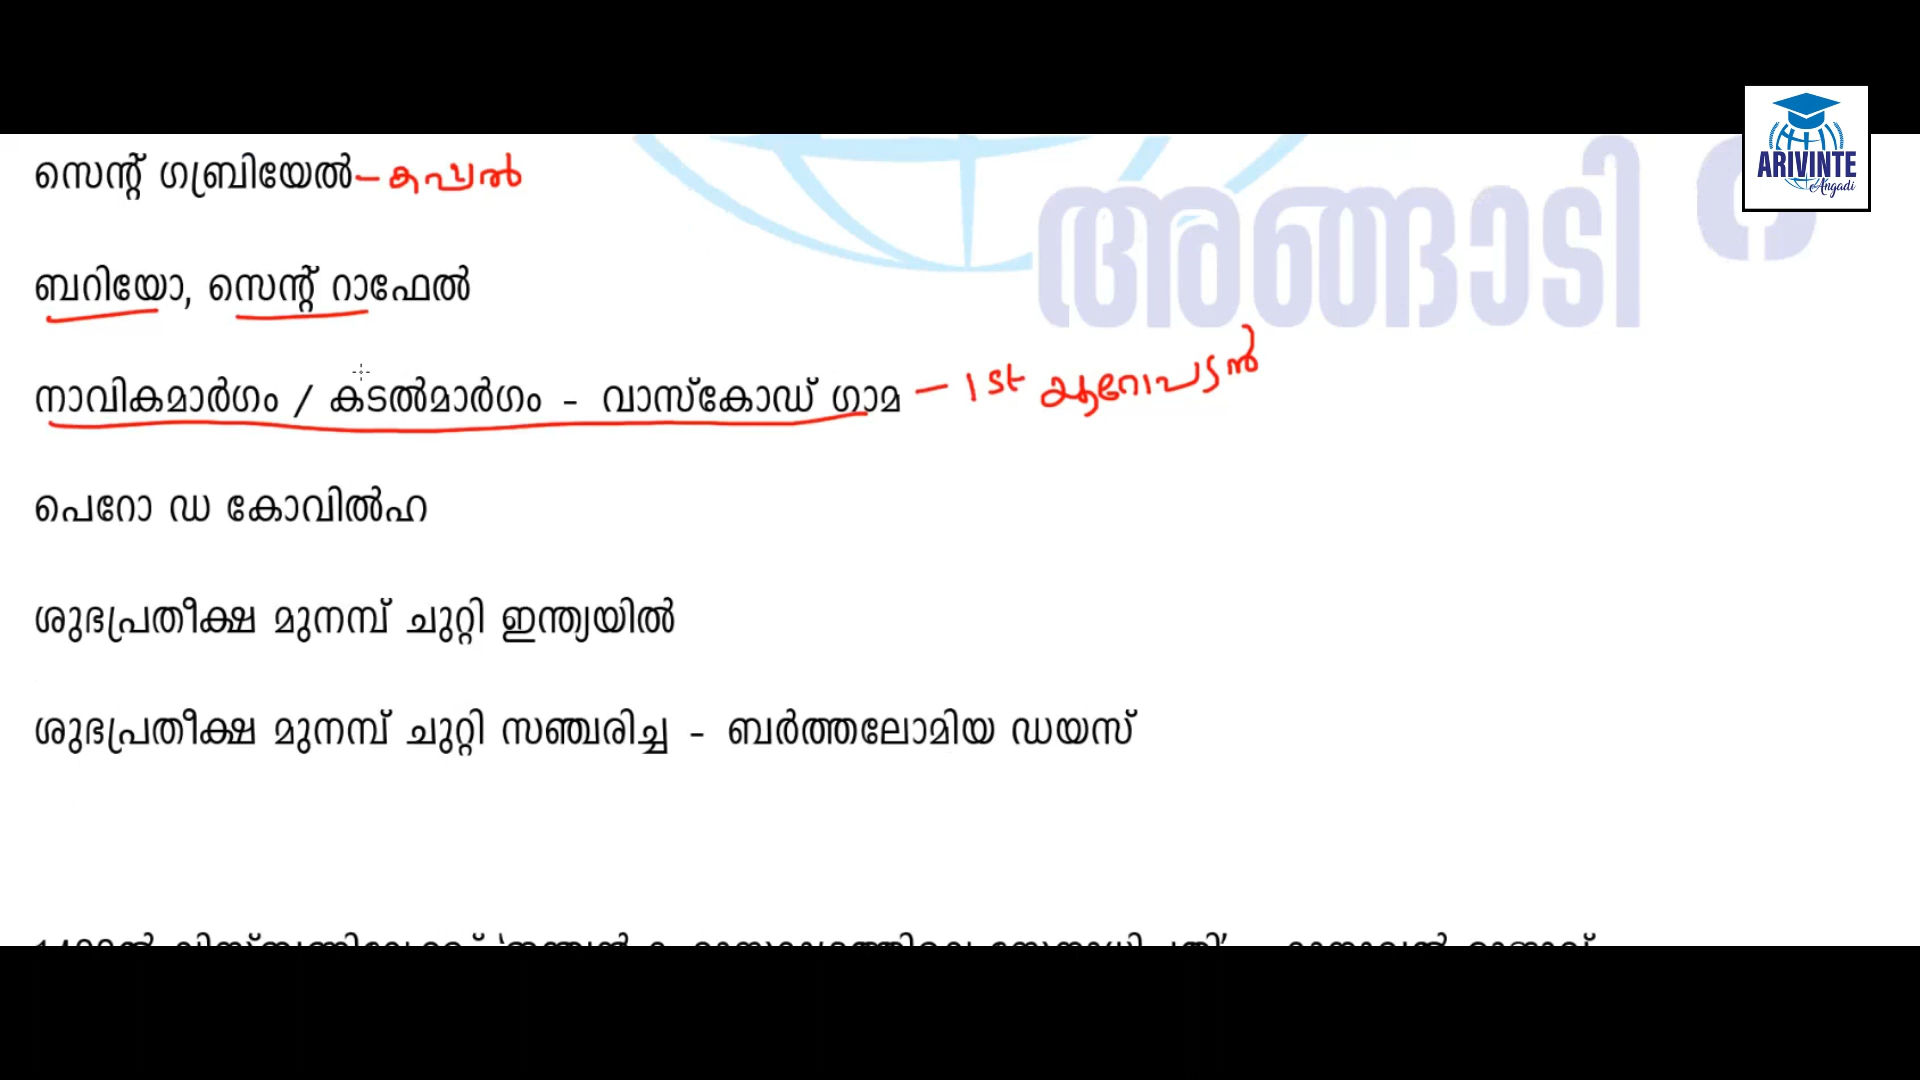 ARIVINTE
Angadi
അങ്ങാടി
സെന്റ് ഗബ്രിയേൽ - കപ്പൽ
ബറിയോ, സെന്റ് റാഫേൽ
നാവികമാർഗം / കടൽമാർഗം - വാസ്കോഡ് ഗാമ - 1st യൂറോപ്യൻ
പെറോ ഡ കോവിൽഹ
ശുഭപ്രതീക്ഷ മുനമ്പ് ചുറ്റി ഇന്ത്യയിൽ
ശുഭപ്രതീക്ഷ മുനമ്പ് ചുറ്റി സഞ്ചരിച്ച - ബർത്തലോമിയ ഡയസ്